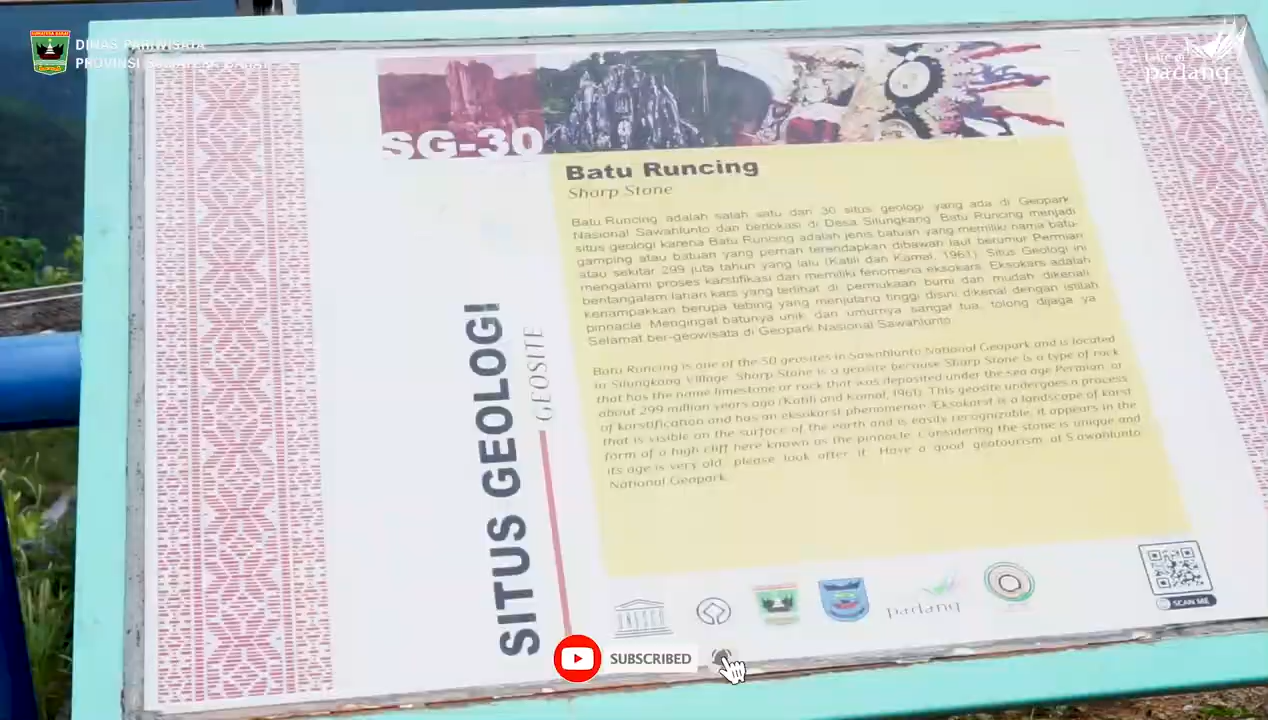 DINAS PARIWISATA
PROVINSI SUMATERA BARAT
taste of
padang
SG-30
Batu Runcing
Sharp Stone
Batu Runcing adalah salah satu dari 30 situs geologi yang ada di Geopark
Nasional Sawahlunto dan berlokasi di Desa Silungkang. Batu Runcing menjadi
situs geologi karena Batu Runcing adalah jenis batuan yang memiliki nama batu-
gamping atau batuan yang pernah terendapkan dibawah laut berumur Permian
atau sekitar 299 juta tahun yang lalu (Katili dan Kamal, 1961). Situs Geologi ini
mengalami proses karstifikasi dan memiliki fenomena eksokars. Eksokars adalah
bentangalam lahan kars yang terlihat di permukaan bumi dan mudah dikenali,
kenampakkan berupa tebing yang menjulang tinggi disini dikenal dengan istilah
pinnacle. Mengingat batunya unik dan umurnya sangat tua, tolong dijaga ya.
Selamat ber-geowisata di Geopark Nasional Sawahlunto.
Batu Runcing is one of the 30 geosites in Sawahlunto National Geopark and is located
in Silungkang Village. Sharp Stone is a geosite because Sharp Stone is a type of rock
that has the name limestone or rock that was deposited under the sea age Permian or
about 299 million years ago (Katili and Kamal, 1961). This geosite undergoes a process
of karstification and has an eksokarst phenomenon. Eksokarst is a landscape of karst
that is visible on the surface of the earth and is easily recognizable, it appears in the
form of a high cliff here known as the pinnacle. Considering the stone is unique and
its age is very old, please look after it. Have a good geotourism at Sawahlunto
National Geopark.
SITUS GEOLOGI
GEOSITE
UNESCO
padang
SCAN ME
SUBSCRIBED